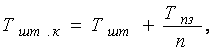 T шт .к = T шт + T пз / n ,